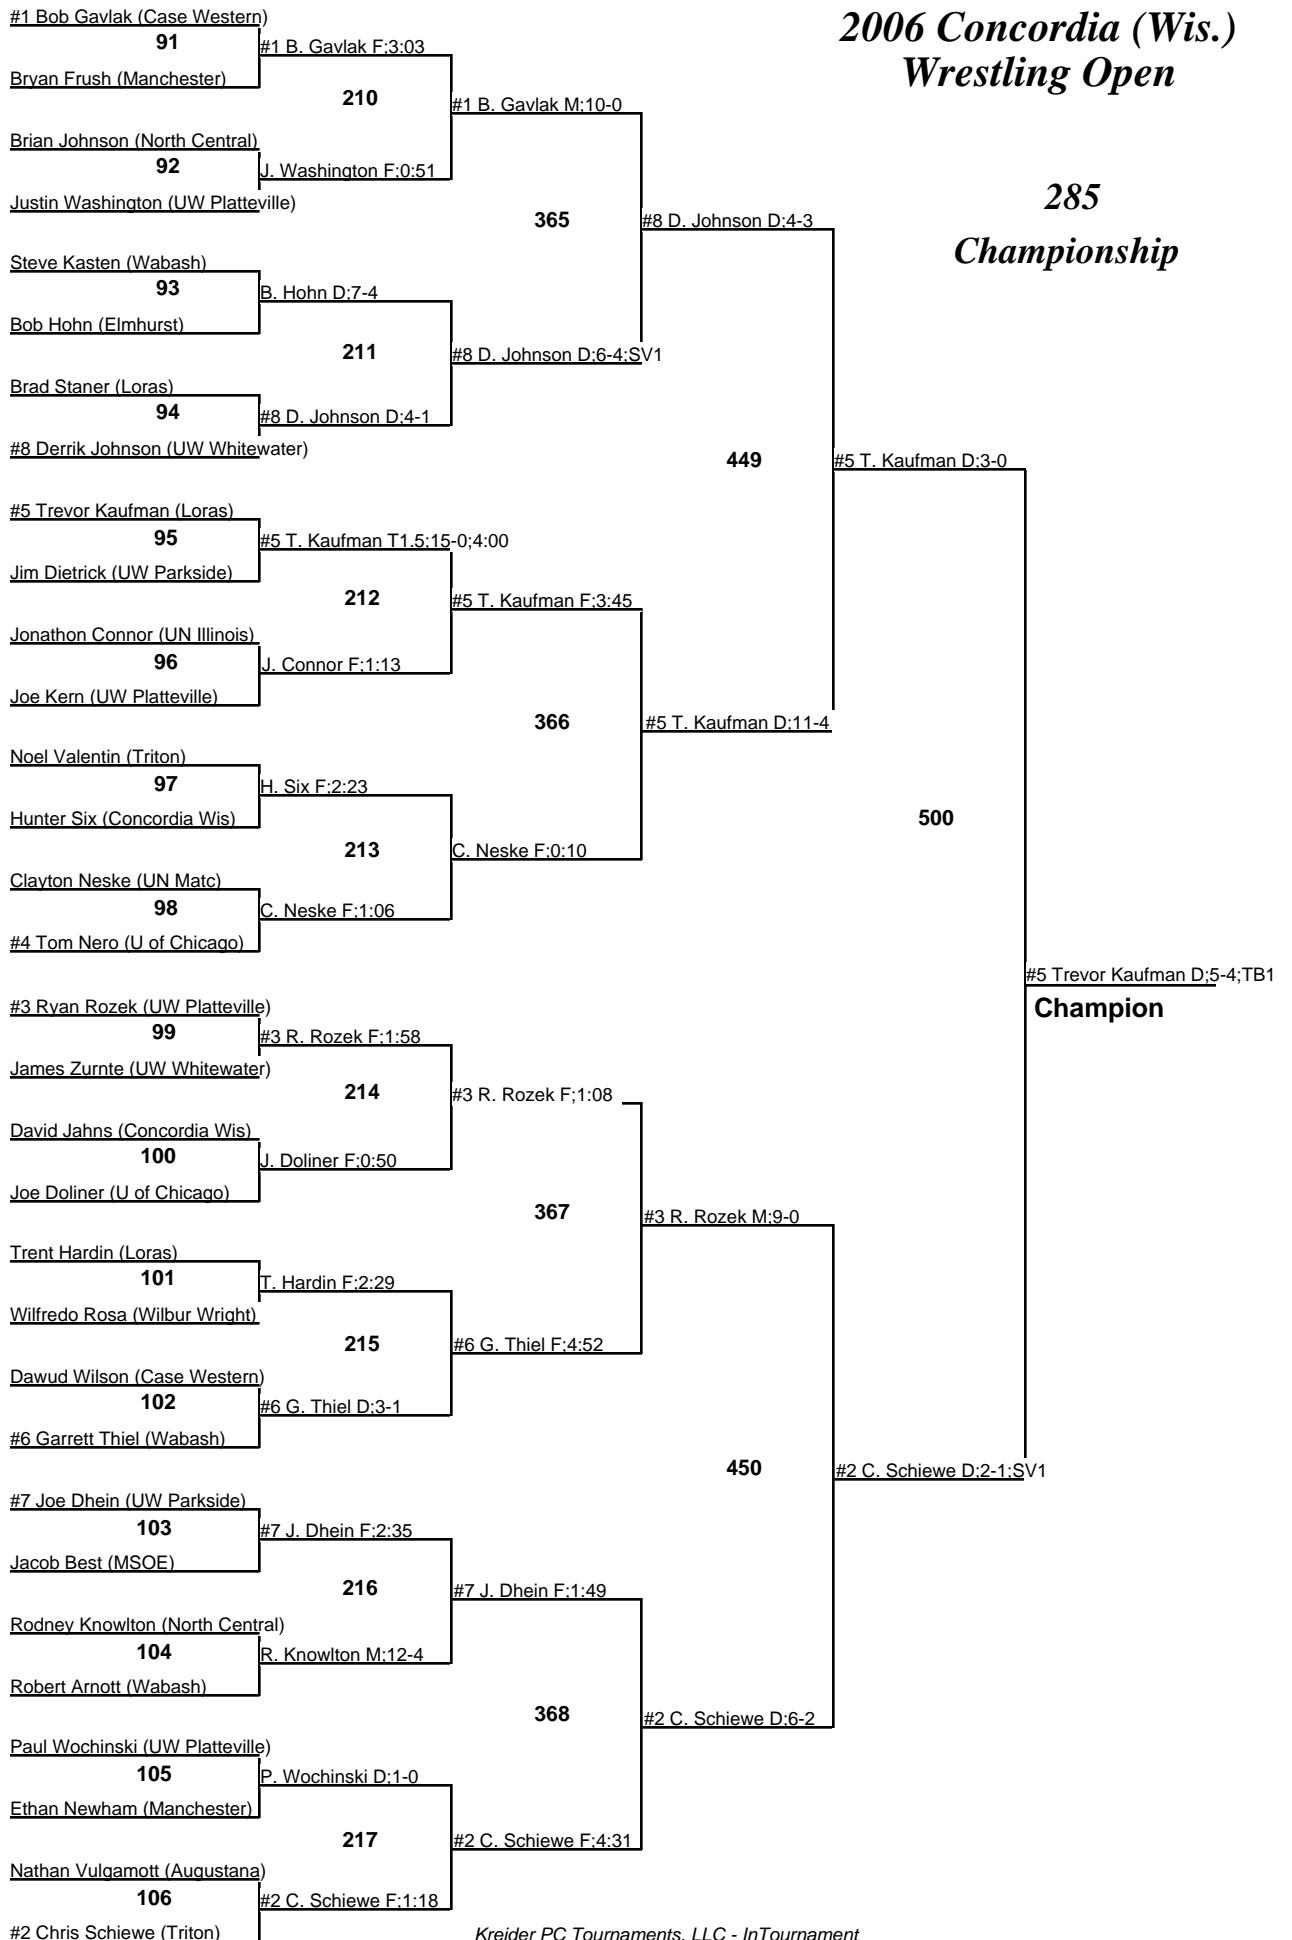 2006 Concordia (Wis.)
Wrestling Open
285
Championship
#1 Bob Gavlak (Case Western)
91
Bryan Frush (Manchester)
Brian Johnson (North Central)
92
Justin Washington (UW Platteville)
Steve Kasten (Wabash)
93
Bob Hohn (Elmhurst)
Brad Staner (Loras)
94
#8 Derrik Johnson (UW Whitewater)
#5 Trevor Kaufman (Loras)
95
Jim Dietrick (UW Parkside)
Jonathon Connor (UN Illinois)
96
Joe Kern (UW Platteville)
Noel Valentin (Triton)
97
Hunter Six (Concordia Wis)
Clayton Neske (UN Matc)
98
#4 Tom Nero (U of Chicago)
#3 Ryan Rozek (UW Platteville)
99
James Zurnte (UW Whitewater)
David Jahns (Concordia Wis)
100
Joe Doliner (U of Chicago)
Trent Hardin (Loras)
101
Wilfredo Rosa (Wilbur Wright)
Dawud Wilson (Case Western)
102
#6 Garrett Thiel (Wabash)
#7 Joe Dhein (UW Parkside)
103
Jacob Best (MSOE)
Rodney Knowlton (North Central)
104
Robert Arnott (Wabash)
Paul Wochinski (UW Platteville)
105
Ethan Newham (Manchester)
Nathan Vulgamott (Augustana)
106
#2 Chris Schiewe (Triton)
#1 B. Gavlak F;3:03
210
J. Washington F;0:51
B. Hohn D;7-4
211
#8 D. Johnson D;4-1
#5 T. Kaufman T1.5;15-0;4:00
212
J. Connor F;1:13
H. Six F;2:23
213
C. Neske F;1:06
#3 R. Rozek F;1:58
214
J. Doliner F;0:50
T. Hardin F;2:29
215
#6 G. Thiel D;3-1
#7 J. Dhein F;2:35
216
R. Knowlton M;12-4
P. Wochinski D;1-0
217
#2 C. Schiewe F;1:18
#1 B. Gavlak M;10-0
365
#8 D. Johnson D;6-4;SV1
#5 T. Kaufman F;3:45
366
C. Neske F;0:10
#3 R. Rozek F;1:08
367
#6 G. Thiel F;4:52
#7 J. Dhein F;1:49
368
#2 C. Schiewe F;4:31
#8 D. Johnson D;4-3
449
#5 T. Kaufman D;11-4
#3 R. Rozek M;9-0
450
#2 C. Schiewe D;6-2
#5 T. Kaufman D;3-0
500
#2 C. Schiewe D;2-1;SV1
#5 Trevor Kaufman D;5-4;TB1
Champion
Kreider PC Tournaments, LLC - InTournament